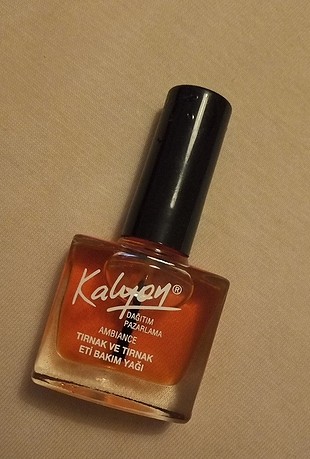 Kalyon®
DAĞITIM
PAZARLAMA
AMBIANCE
TIRNAK VE TIRNAK
ETİ BAKIM YAĞI